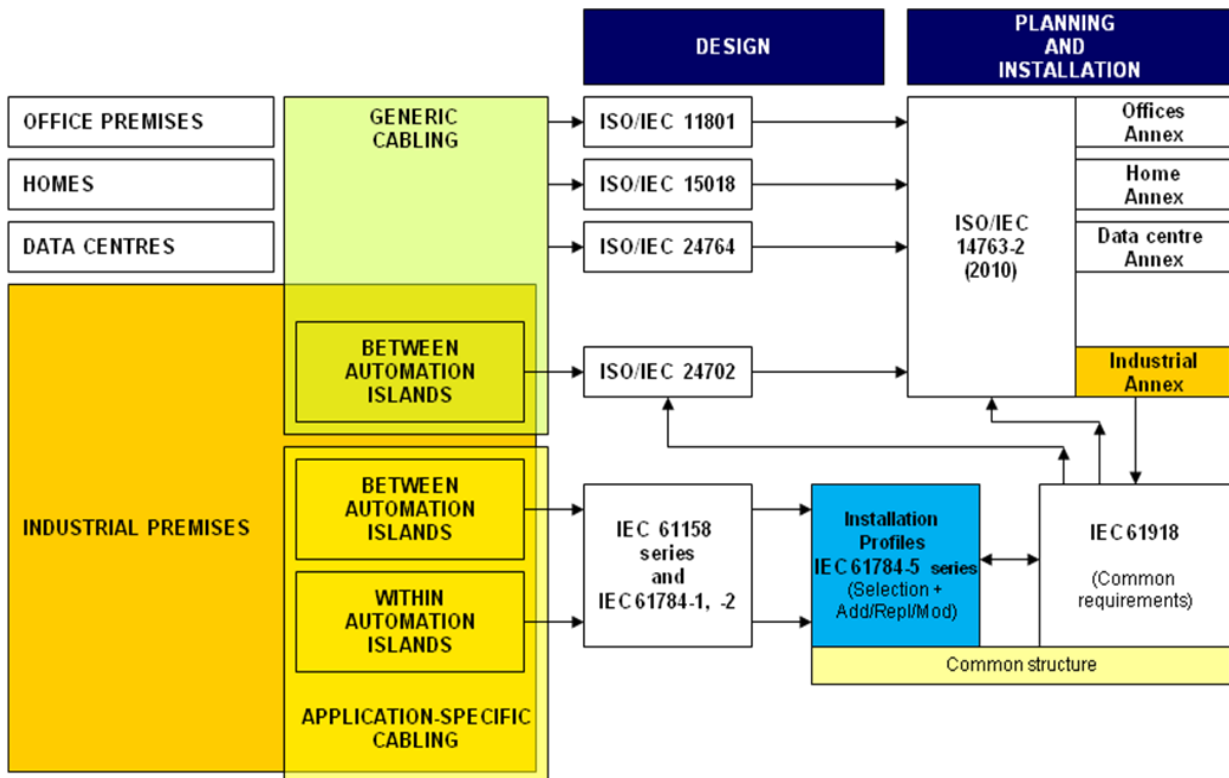 DESIGN
PLANNING
AND
INSTALLATION
OFFICE PREMISES
GENERIC
CABLING
ISO/IEC 11801
Offices
Annex
HOMES
ISO/IEC 15018
Home
Annex
DATA CENTRES
ISO/IEC 24764
ISO/IEC
14763-2
(2010)
Data centre
Annex
BETWEEN
AUTOMATION
ISLANDS
ISO/IEC 24702
Industrial
Annex
INDUSTRIAL PREMISES
BETWEEN
AUTOMATION
ISLANDS
WITHIN
AUTOMATION
ISLANDS
APPLICATION-SPECIFIC
CABLING
IEC 61158
series
and
IEC 61784-1, -2
Installation
Profiles
IEC 61784-5 series
(Selection +
Add/Repl/Mod)
IEC 61918
(Common
requirements)
Common structure